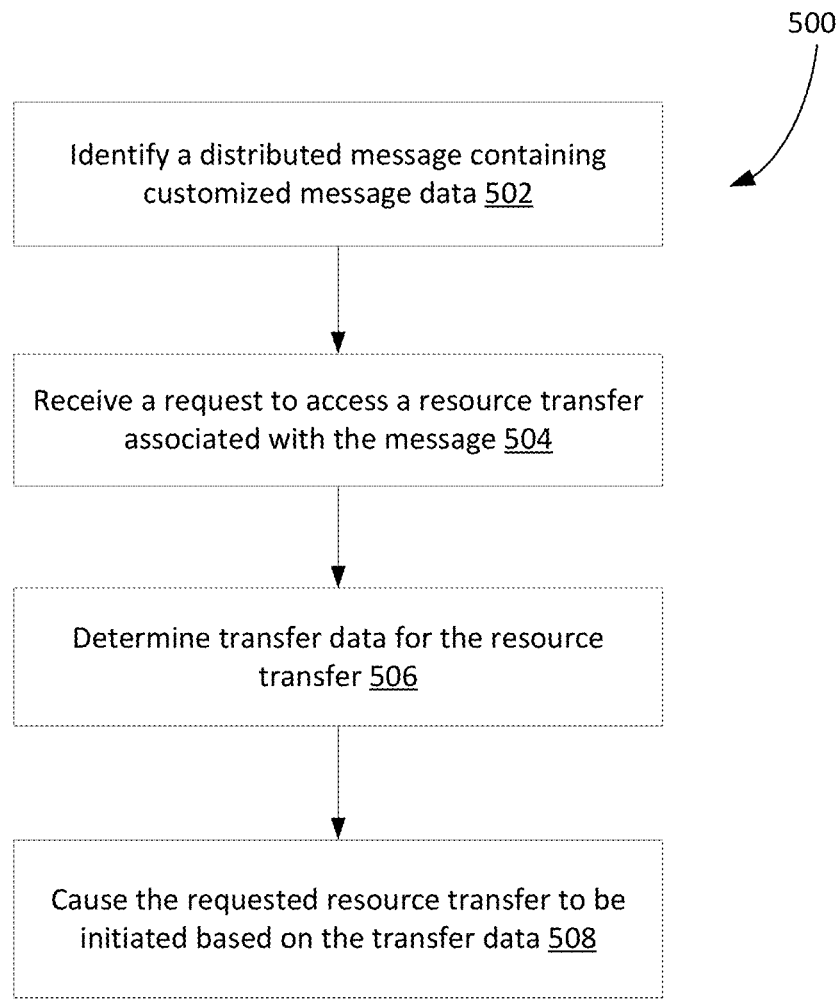 500
Identify a distributed message containing
customized message data 502
Receive a request to access a resource transfer
associated with the message 504
Determine transfer data for the resource
transfer 506
Cause the requested resource transfer to be
initiated based on the transfer data 508